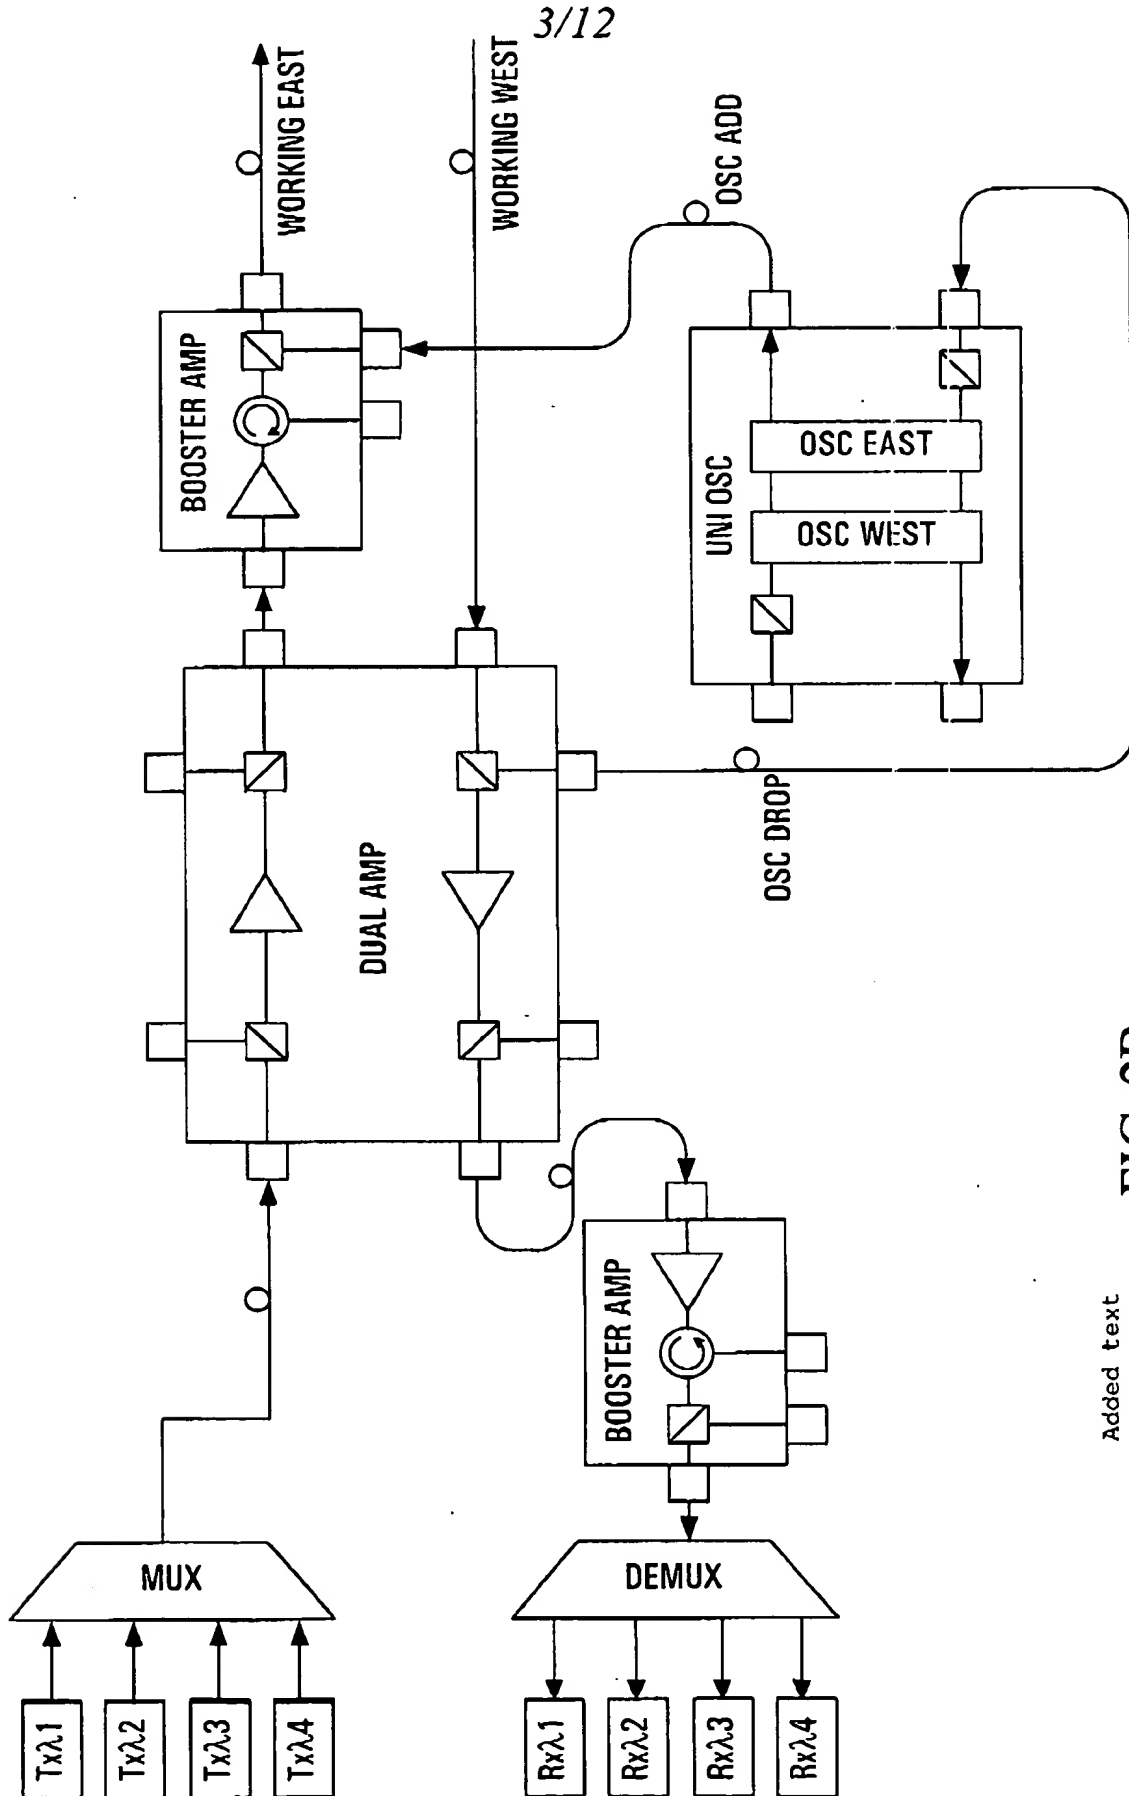 3/12
WORKING EAST
WORKING WEST
OSC ADD
BOOSTER AMP
UNI OSC
OSC EAST
OSC WEST
DUAL AMP
OSC DROP
BOOSTER AMP
MUX
DEMUX
Txλ1
Txλ2
Txλ3
Txλ4
Rxλ1
Rxλ2
Rxλ3
Rxλ4
Added text